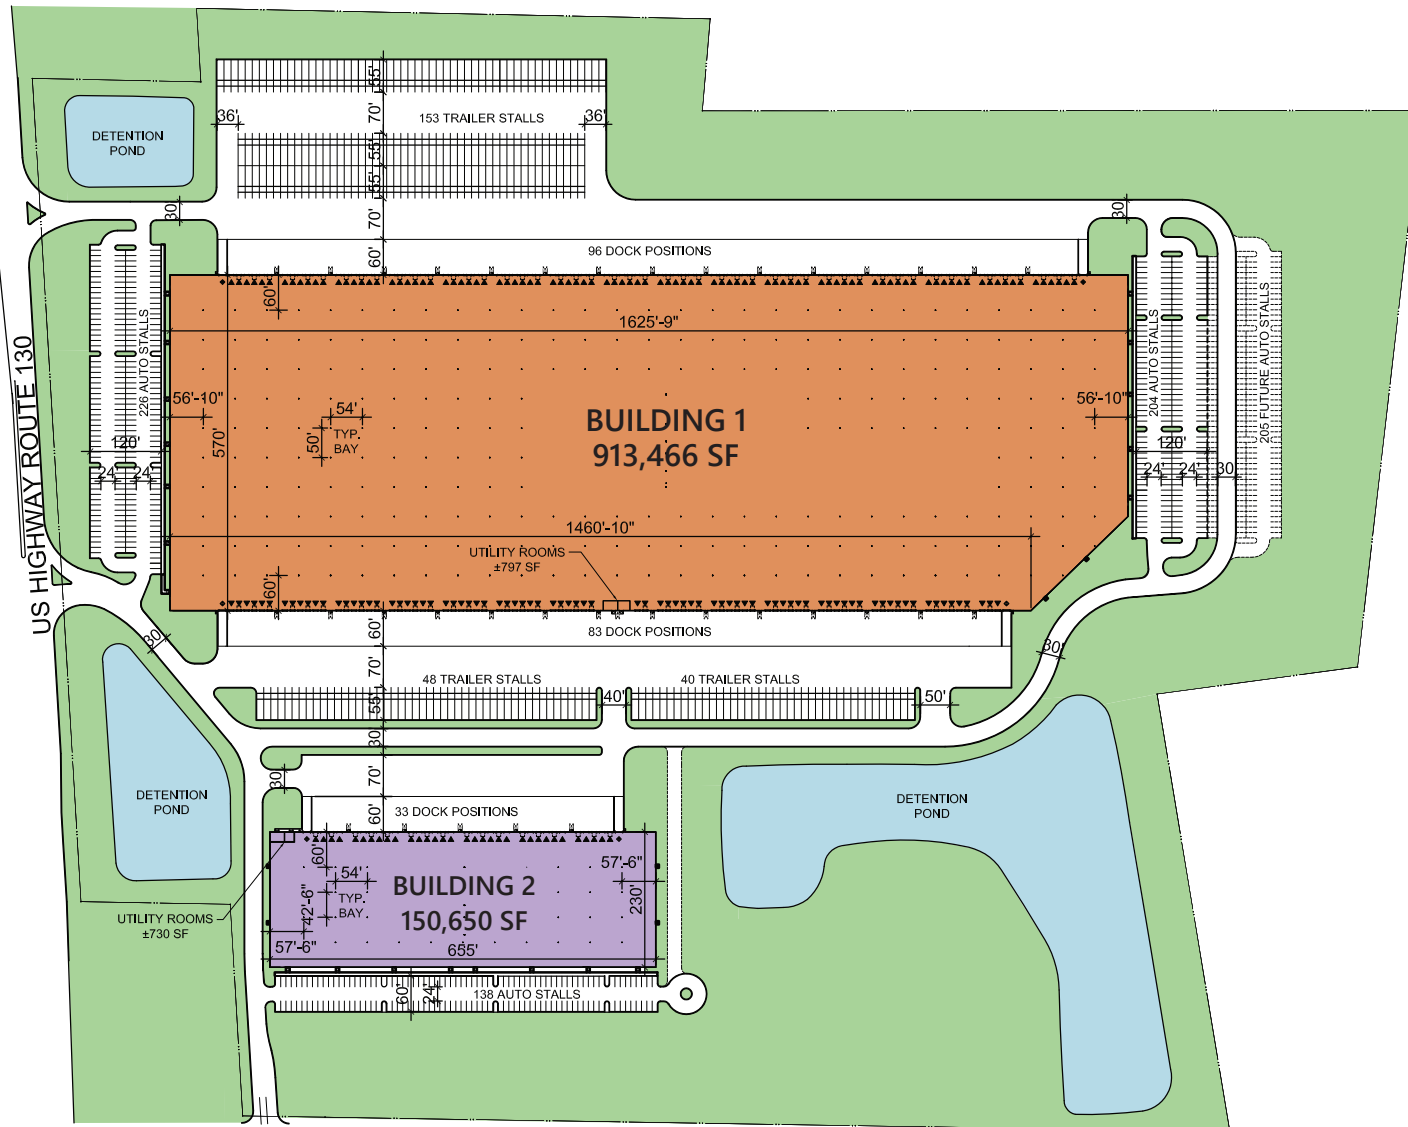 55'
DETENTION
POND
36'
70'
153 TRAILER STALLS
36'
55'
55'
30'
70'
30'
60'
96 DOCK POSITIONS
60'
1625'-9"
226 AUTO STALLS
204 AUTO STALLS
205 FUTURE AUTO STALLS
US HIGHWAY ROUTE 130
56'-10"
54'
50'
TYP.
BAY
570'
BUILDING 1
913,466 SF
56'-10"
120'
24'
24'
120'
24'
24'
30'
1460'-10"
UTILITY ROOMS
±797 SF
60'
30'
60'
83 DOCK POSITIONS
30'
70'
48 TRAILER STALLS
40 TRAILER STALLS
55'
40'
50'
30'
30'
70'
DETENTION
POND
60'
33 DOCK POSITIONS
DETENTION
POND
60'
54'
42'-6"
TYP.
BAY
BUILDING 2
150,650 SF
57'-6"
230'
UTILITY ROOMS
±730 SF
57'-6"
655'
60'
24'
138 AUTO STALLS